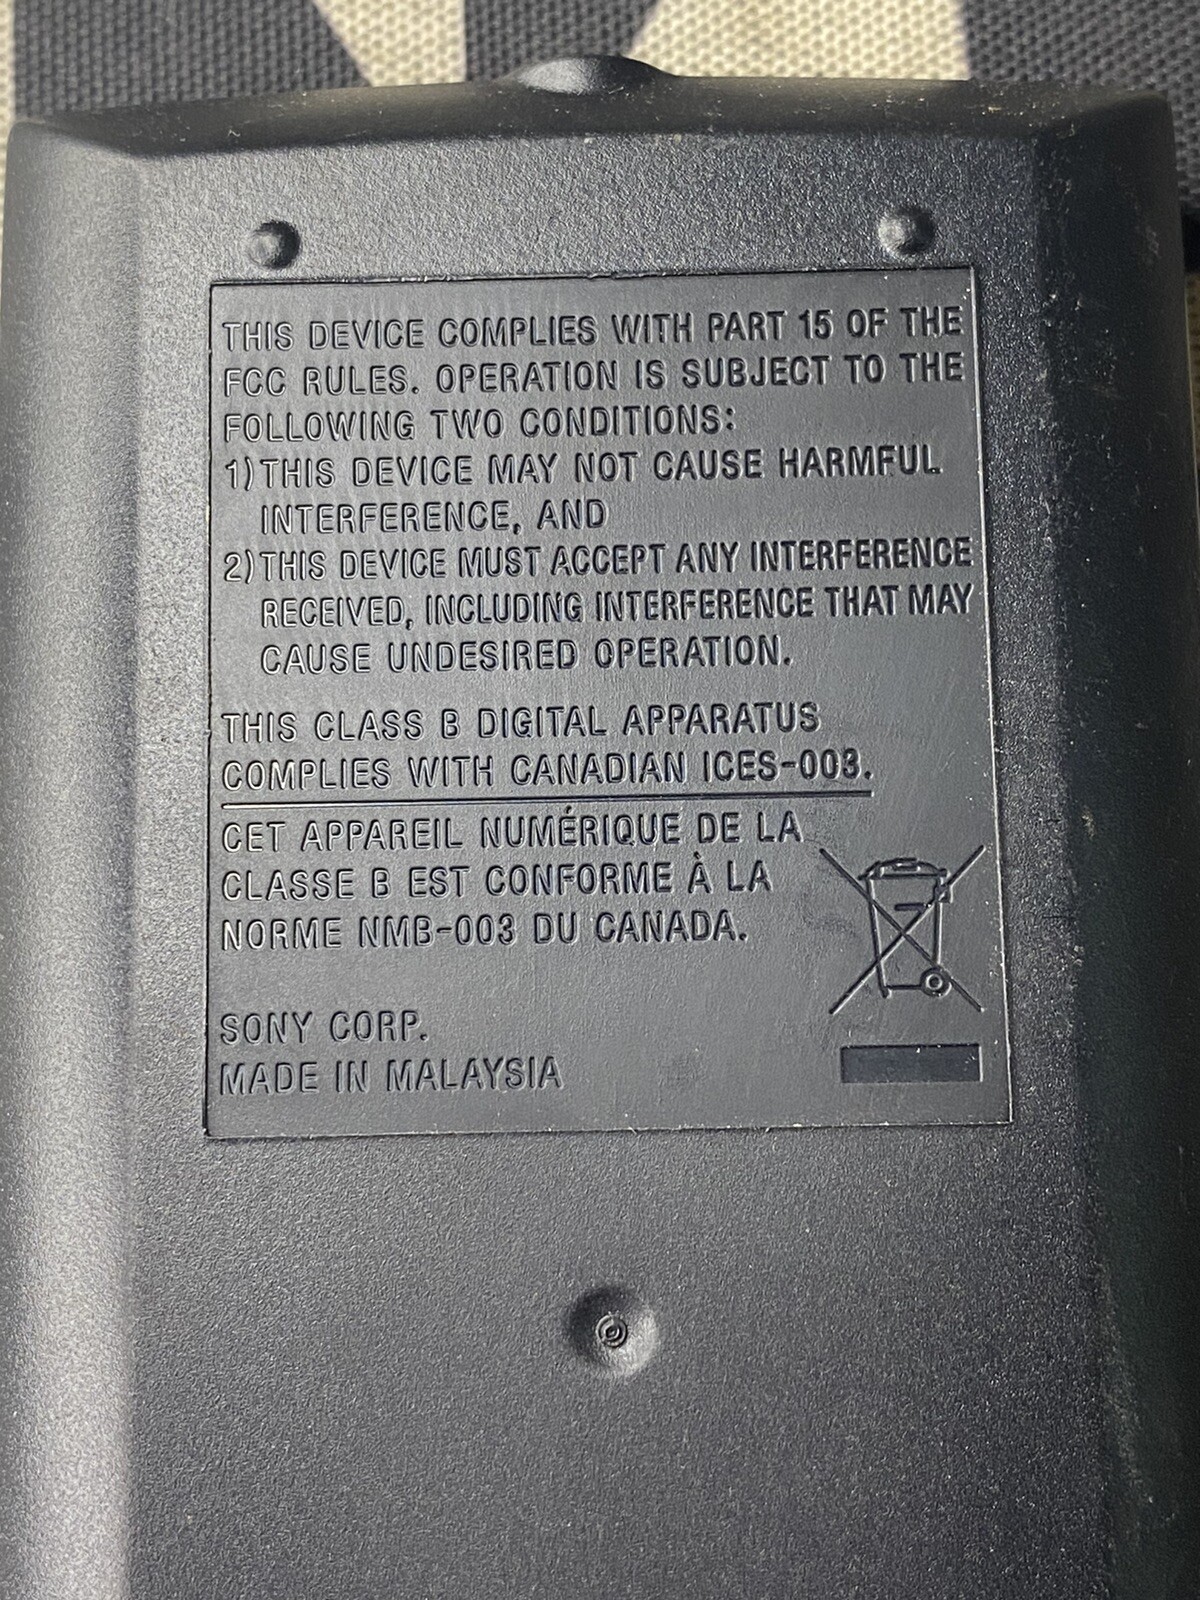 THIS DEVICE COMPLIES WITH PART 15 OF THE
FCC RULES. OPERATION IS SUBJECT TO THE
FOLLOWING TWO CONDITIONS:
1) THIS DEVICE MAY NOT CAUSE HARMFUL
INTERFERENCE, AND
2) THIS DEVICE MUST ACCEPT ANY INTERFERENCE
RECEIVED, INCLUDING INTERFERENCE THAT MAY
CAUSE UNDESIRED OPERATION.
THIS CLASS B DIGITAL APPARATUS
COMPLIES WITH CANADIAN ICES-003.
CET APPAREIL NUMÉRIQUE DE LA
CLASSE B EST CONFORME À LA
NORME NMB-003 DU CANADA.
SONY CORP.
MADE IN MALAYSIA